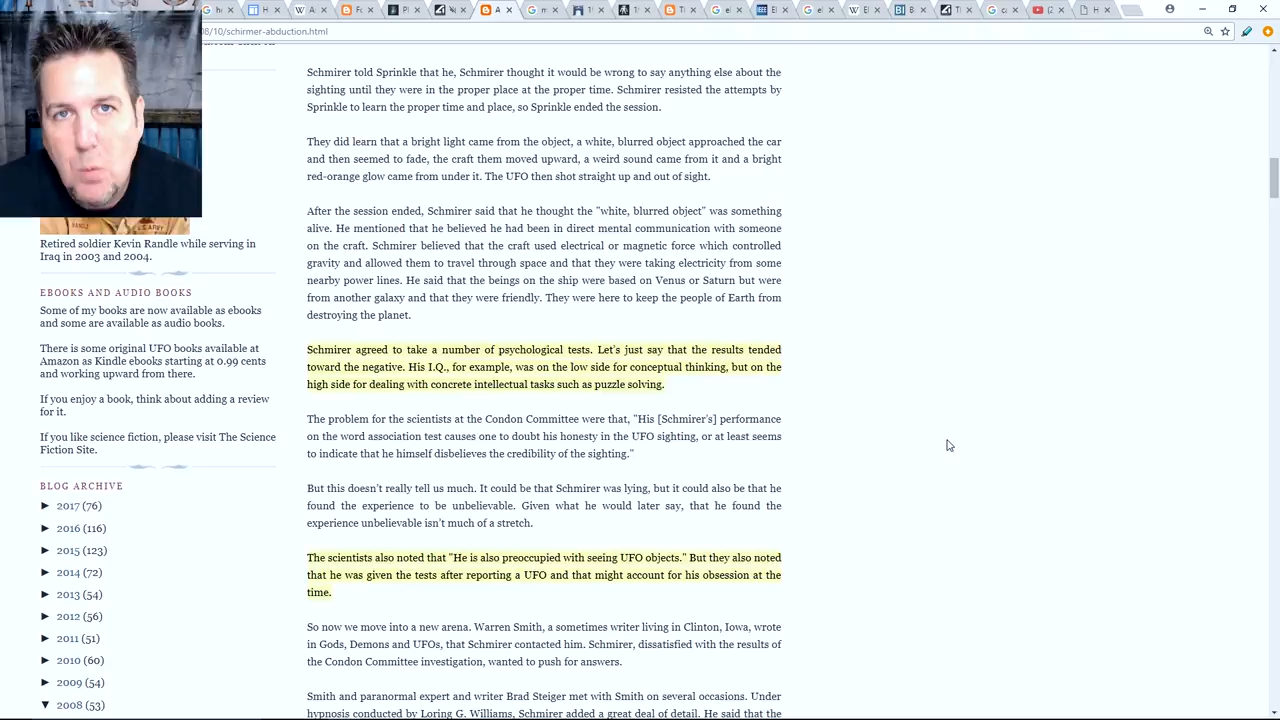 08/10/schirmer-abduction.html
Schmirer told Sprinkle that he, Schmirer thought it would be wrong to say anything else about the
sighting until they were in the proper place at the proper time. Schmirer resisted the attempts by
Sprinkle to learn the proper time and place, so Sprinkle ended the session.
They did learn that a bright light came from the object, a white, blurred object approached the car
and then seemed to fade, the craft them moved upward, a weird sound came from it and a bright
red-orange glow came from under it. The UFO then shot straight up and out of sight.
After the session ended, Schmirer said that he thought the "white, blurred object" was something
alive. He mentioned that he believed he had been in direct mental communication with someone
on the craft. Schmirer believed that the craft used electrical or magnetic force which controlled
gravity and allowed them to travel through space and that they were taking electricity from some
nearby power lines. He said that the beings on the ship were based on Venus or Saturn but were
from another galaxy and that they were friendly. They were here to keep the people of Earth from
destroying the planet.
Schmirer agreed to take a number of psychological tests. Let's just say that the results tended
toward the negative. His I.Q., for example, was on the low side for conceptual thinking, but on the
high side for dealing with concrete intellectual tasks such as puzzle solving.
The problem for the scientists at the Condon Committee were that, "His [Schmirer's] performance
on the word association test causes one to doubt his honesty in the UFO sighting, or at least seems
to indicate that he himself disbelieves the credibility of the sighting."
But this doesn't really tell us much. It could be that Schmirer was lying, but it could also be that he
found the experience to be unbelievable. Given what he would later say, that he found the
experience unbelievable isn't much of a stretch.
The scientists also noted that "He is also preoccupied with seeing UFO objects." But they also noted
that he was given the tests after reporting a UFO and that might account for his obsession at the
time.
So now we move into a new arena. Warren Smith, a sometimes writer living in Clinton, Iowa, wrote
in Gods, Demons and UFOs, that Schmirer contacted him. Schmirer, dissatisfied with the results of
the Condon Committee investigation, wanted to push for answers.
Smith and paranormal expert and writer Brad Steiger met with Smith on several occasions. Under
hypnosis conducted by Loring G. Williams, Schmirer added a great deal of detail. He said that the
RANDLE
U.S. ARMY
Retired soldier Kevin Randle while serving in
Iraq in 2003 and 2004.
EBOOKS AND AUDIO BOOKS
Some of my books are now available as ebooks
and some are available as audio books.
There is some original UFO books available at
Amazon as Kindle ebooks starting at 0.99 cents
and working upward from there.
If you enjoy a book, think about adding a review
for it.
If you like science fiction, please visit The Science
Fiction Site.
BLOG ARCHIVE
► 2017 (76)
► 2016 (116)
► 2015 (123)
► 2014 (72)
► 2013 (54)
► 2012 (56)
► 2011 (51)
► 2010 (60)
► 2009 (54)
▼ 2008 (53)